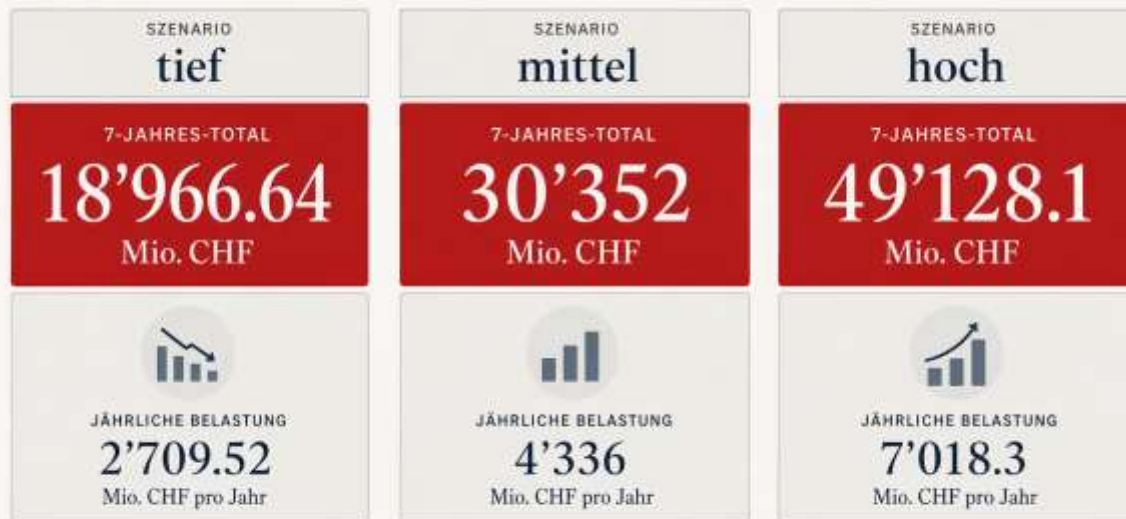 SZENARIO
tief
7-JAHRES-TOTAL
18’966.64
Mio. CHF
JÄHRLICHE BELASTUNG
2’709.52
Mio. CHF pro Jahr
SZENARIO
mittel
7-JAHRES-TOTAL
30’352
Mio. CHF
JÄHRLICHE BELASTUNG
4’336
Mio. CHF pro Jahr
SZENARIO
hoch
7-JAHRES-TOTAL
49’128.1
Mio. CHF
JÄHRLICHE BELASTUNG
7’018.3
Mio. CHF pro Jahr